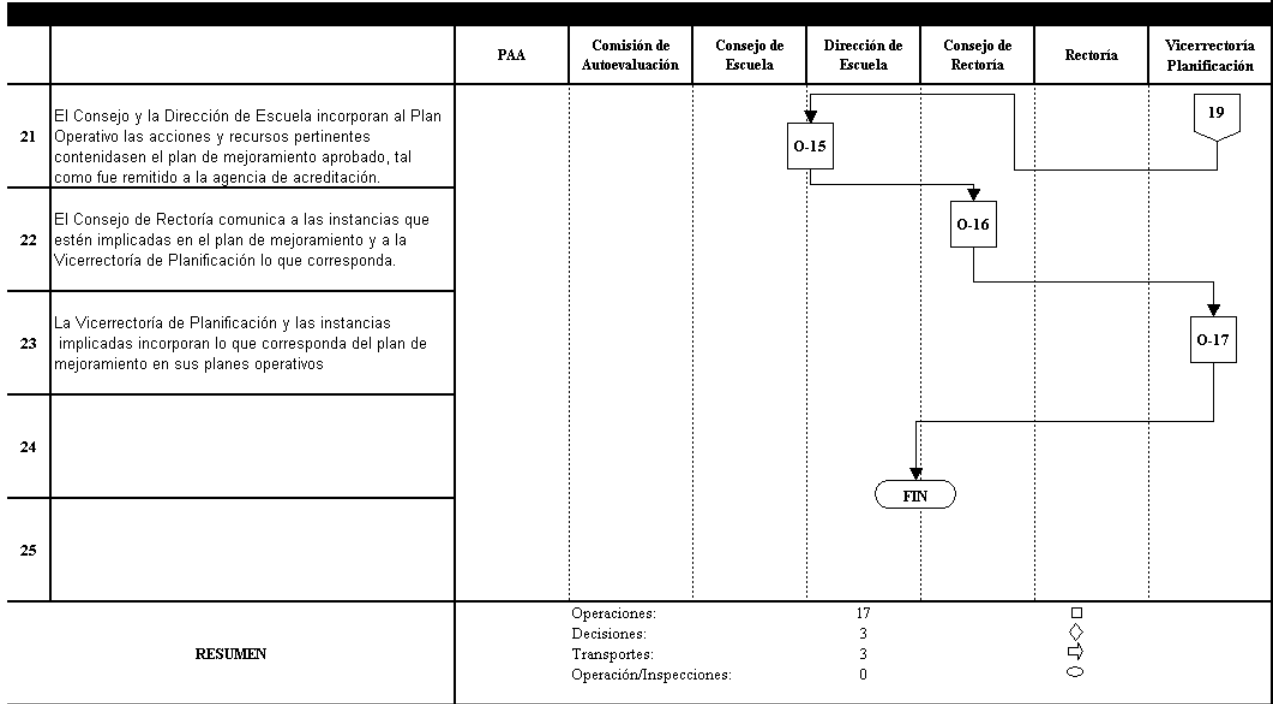 PAA
Comisión de
Autoevaluación
Consejo de
Escuela
Dirección de
Escuela
Consejo de
Rectoría
Rectoría
Vicerrectoría
Planificación
21
El Consejo y la Dirección de Escuela incorporan al Plan
Operativo las acciones y recursos pertinentes
contenidasen el plan de mejoramiento aprobado, tal
como fue remitido a la agencia de acreditación.
19
O-15
22
El Consejo de Rectoría comunica a las instancias que
estén implicadas en el plan de mejoramiento y a la
Vicerrectoría de Planificación lo que corresponda.
O-16
23
La Vicerrectoría de Planificación y las instancias
implicadas incorporan lo que corresponda del plan de
mejoramiento en sus planes operativos
O-17
24
FIN
25
RESUMEN
Operaciones: 17
Decisiones: 3
Transportes: 3
Operación/Inspecciones: 0